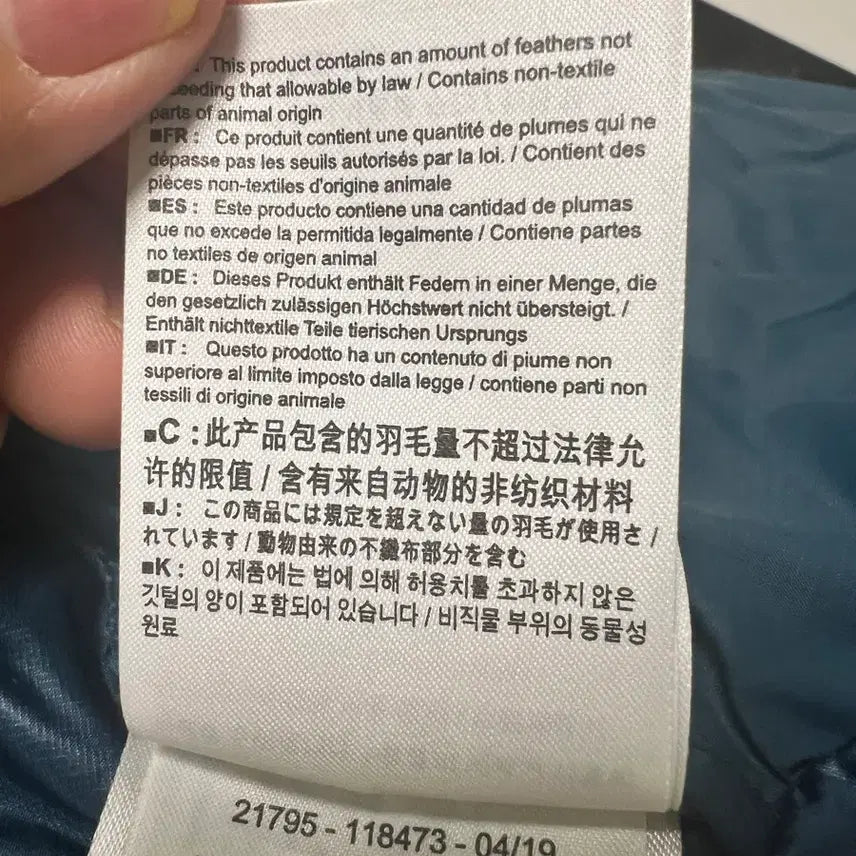 : This product contains an amount of feathers not
eeding that allowable by law / Contains non-textile
parts of animal origin
■FR : Ce produit contient une quantité de plumes qui ne
dépasse pas les seuils autorisés par la loi. / Contient des
pièces non-textiles d'origine animale
■ES : Este producto contiene una cantidad de plumas
que no excede la permitida legalmente / Contiene partes
no textiles de origen animal
■DE : Dieses Produkt enthält Federn in einer Menge, die
den gesetzlich zulässigen Höchstwert nicht übersteigt. /
Enthält nichttextile Teile tierischen Ursprungs
■IT : Questo prodotto ha un contenuto di piume non
superiore al limite imposto dalla legge / contiene parti non
tessili di origine animale
■C : 此产品包含的羽毛量不超过法律允
许的限值 / 含有来自动物的非纺织材料
■J : この商品には規定を超えない量の羽毛が使用さ /
れています / 動物由来の不織布部分を含む
■K : 이 제품에는 법에 의해 허용치를 초과하지 않은
깃털의 양이 포함되어 있습니다 / 비직물 부위의 동물성
원료
21795 - 118473 - 04/19